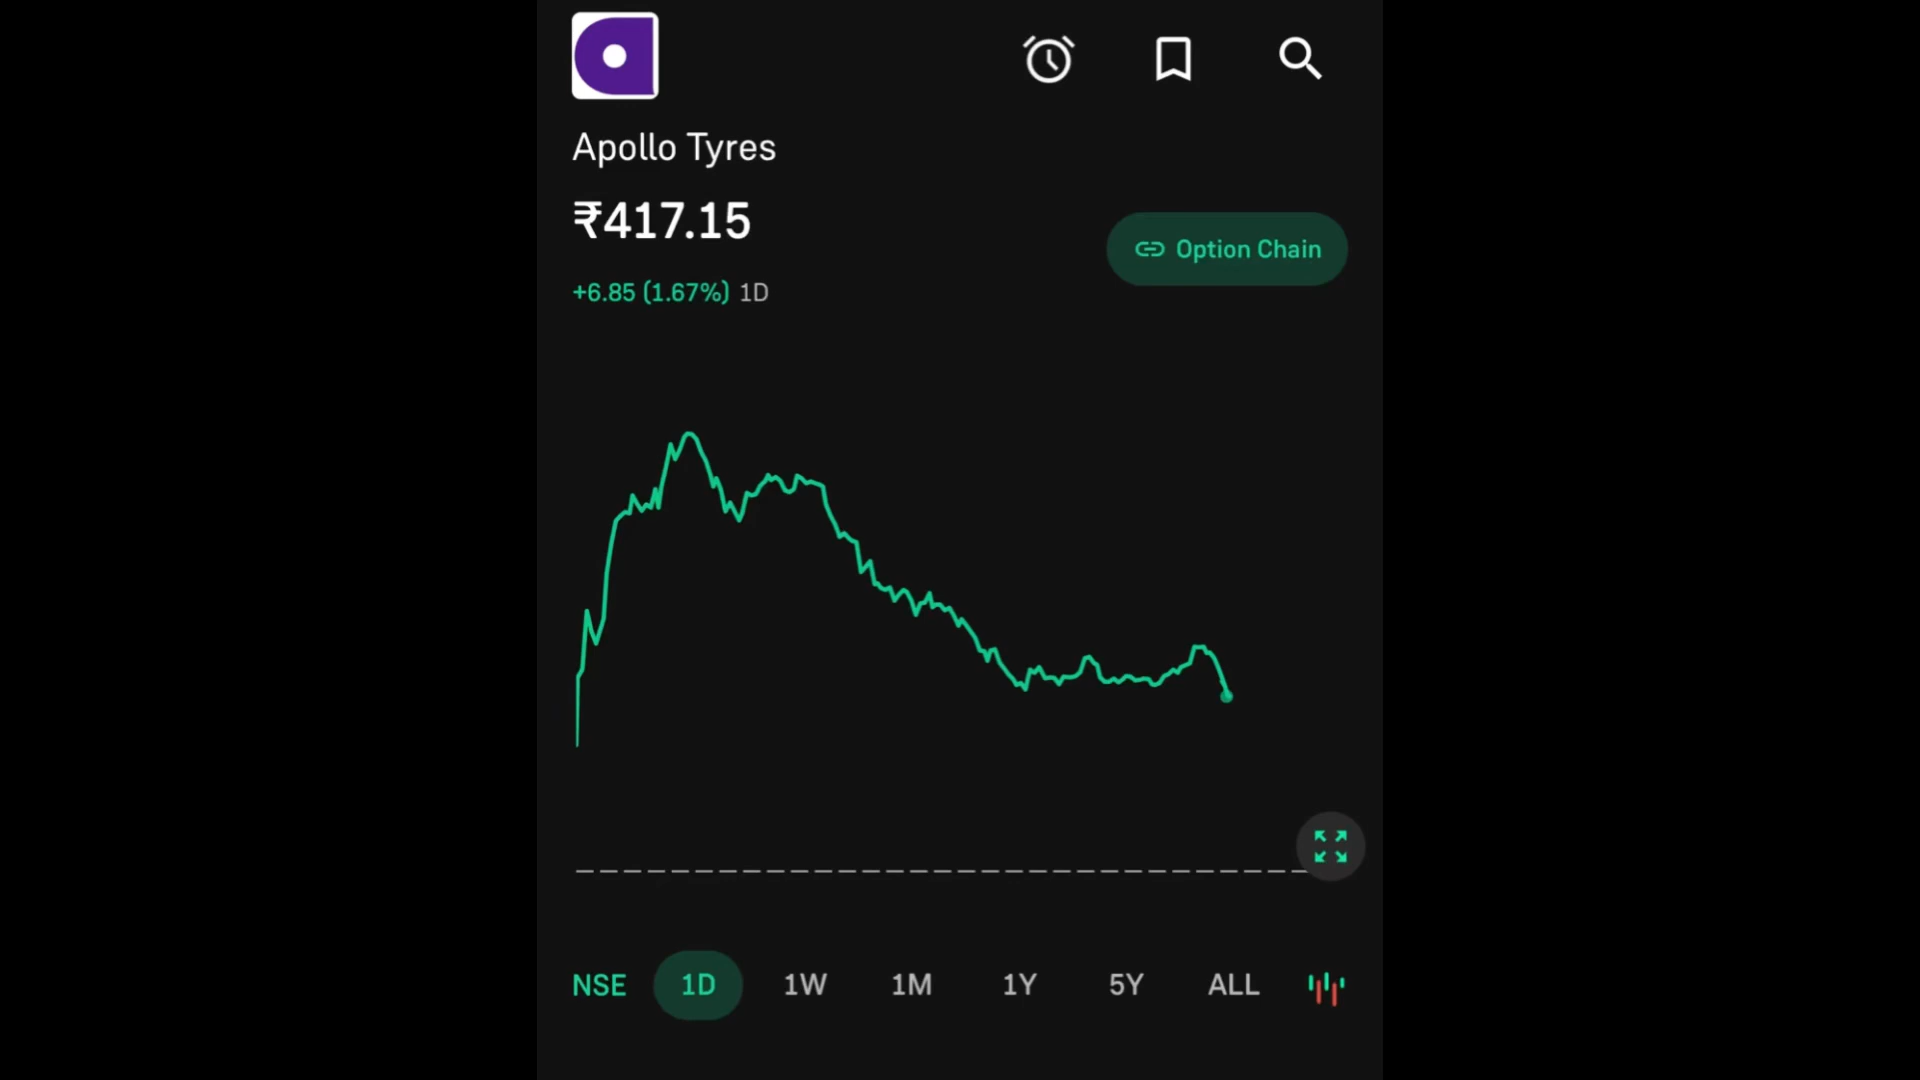 Apollo Tyres
₹417.15
Option Chain
+6.85 (1.67%) 1D
NSE 1D 1W 1M 1Y 5Y ALL